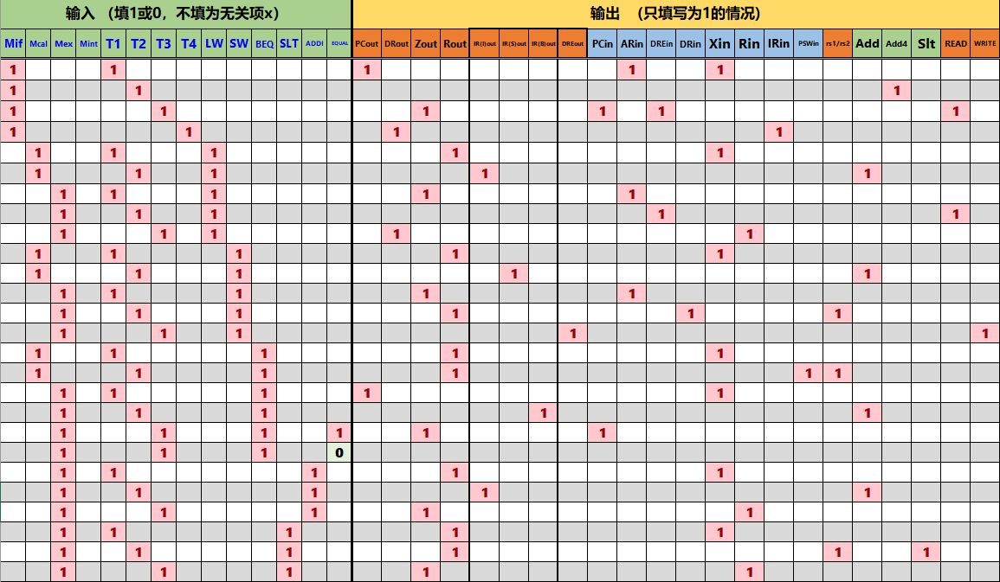 输入 （填1或0，不填为无关项x） 输出 （只填写为1的情况）
Mif Mcal Mex Mint T1 T2 T3 T4 LW SW BEQ SLT ADDI EQUAL PCout DRout Zout Rout IR(I)out IR(S)out IR(B)out DREout PCin ARin DREin DRin Xin Rin IRin PSWin rs1/rs2 Add Add4 Slt READ WRITE
1 1 1 1 1
1 1 1
1 1 1 1 1 1
1 1 1 1
1 1 1 1 1
1 1 1 1 1
1 1 1 1 1
1 1 1 1 1
1 1 1 1 1
1 1 1 1 1
1 1 1 1 1
1 1 1 1 1
1 1 1 1 1 1
1 1 1 1 1
1 1 1 1 1
1 1 1 1 1 1
1 1 1 1 1
1 1 1 1 1
1 1 1 1 1 1
1 1 1 0
1 1 1 1 1
1 1 1 1 1
1 1 1 1 1
1 1 1 1 1
1 1 1 1 1 1
1 1 1 1 1